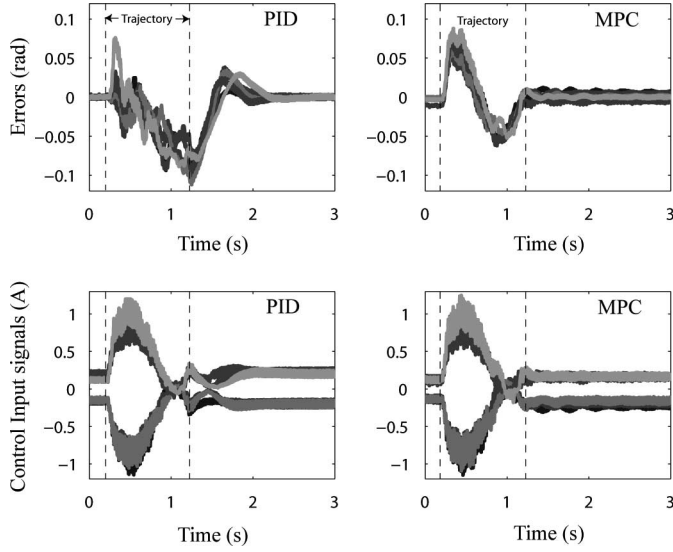 Trajectory PID
0.1
0.05
0
-0.05
-0.1
Errors (rad)
0 1 2 3
Time (s)
Trajectory MPC
0.1
0.05
0
-0.05
-0.1
0 1 2 3
Time (s)
PID
1
0.5
0
-0.5
-1
Control Input signals (A)
0 1 2 3
Time (s)
MPC
1
0.5
0
-0.5
-1
0 1 2 3
Time (s)